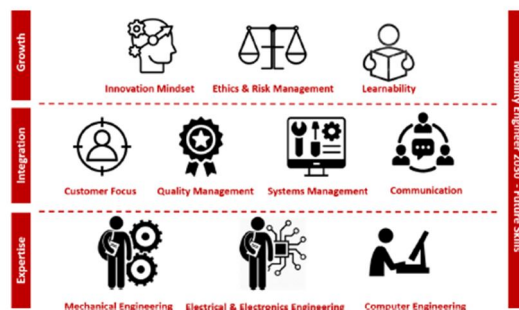 Growth
Innovation Mindset
Ethics & Risk Management
Learnability
Integration
Customer Focus
Quality Management
Systems Management
Communication
Expertise
Mechanical Engineering
Electrical & Electronics Engineering
Computer Engineering
Mobility Engineer 2030 - Future Skills